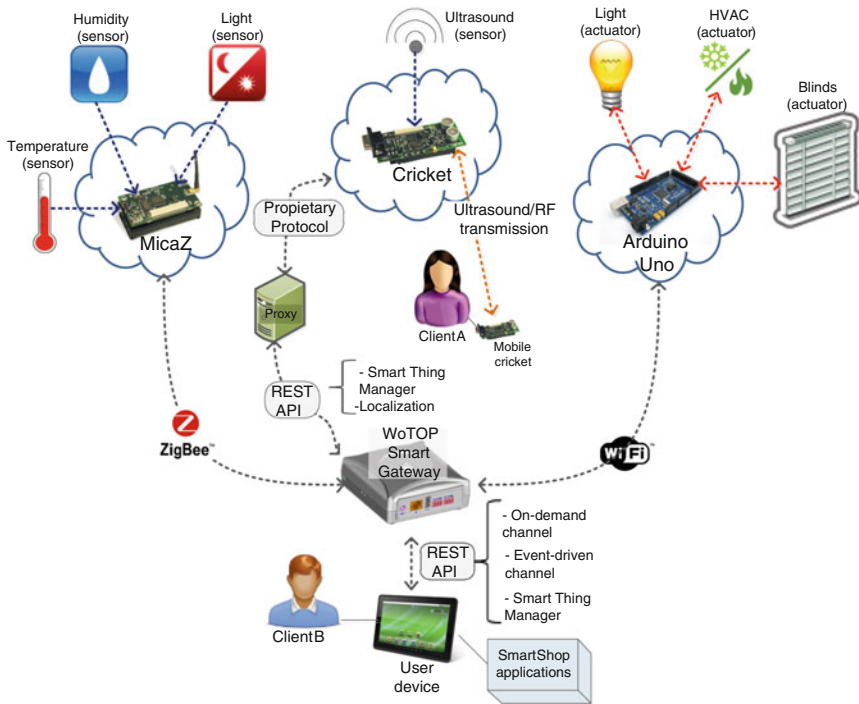 Humidity
(sensor)
Light
(sensor)
Ultrasound
(sensor)
Light
(actuator)
HVAC
(actuator)
Blinds
(actuator)
Temperature
(sensor)
MicaZ
Cricket
Arduino
Uno
Propietary
Protocol
Ultrasound/RF
transmission
Proxy
ClientA
Mobile
cricket
REST
API
- Smart Thing
Manager
-Localization
ZigBee™
WoTOP
Smart
Gateway
WiFi™
REST
API
- On-demand
channel
- Event-driven
channel
- Smart Thing
Manager
ClientB
User
device
SmartShop
applications